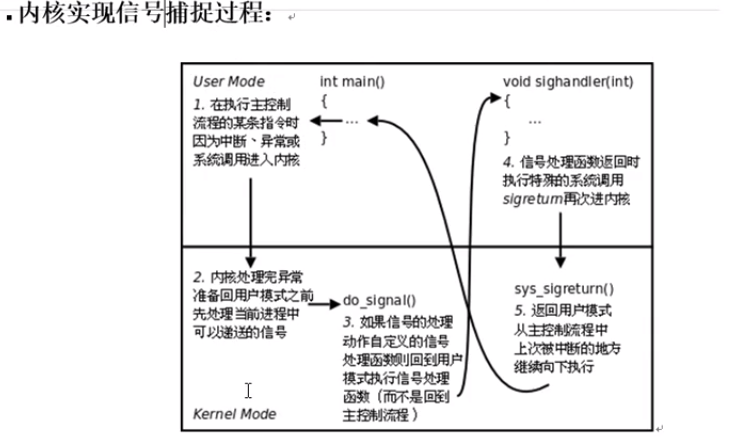 ▪内核实现信号捕捉过程：
User Mode
1. 在执行主控制
流程的某条指令时
因为中断、异常或
系统调用进入内核
int main()
{
...
}
void sighandler(int)
{
...
}
4. 信号处理函数返回时
执行特殊的系统调用
sigreturn再次进内核
2. 内核处理完异常
准备回用户模式之前
先处理当前进程中
可以递送的信号
do_signal()
3. 如果信号的处理
动作自定义的信号
处理函数则回到用户
模式执行信号处理
函数（而不是回到
主控制流程）
sys_sigreturn()
5. 返回用户模式
从主控制流程中
上次被中断的地方
继续向下执行
Kernel Mode